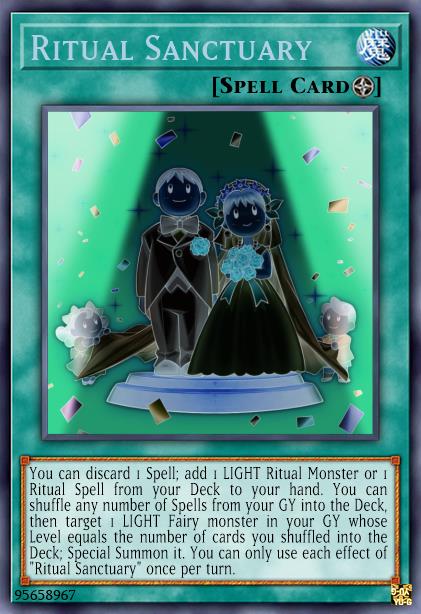 Ritual Sanctuary
魔
[Spell Card]
You can discard 1 Spell; add 1 LIGHT Ritual Monster or 1
Ritual Spell from your Deck to your hand. You can
shuffle any number of Spells from your GY into the Deck,
then target 1 LIGHT Fairy monster in your GY whose
Level equals the number of cards you shuffled into the
Deck; Special Summon it. You can only use each effect of
"Ritual Sanctuary" once per turn.
95658967